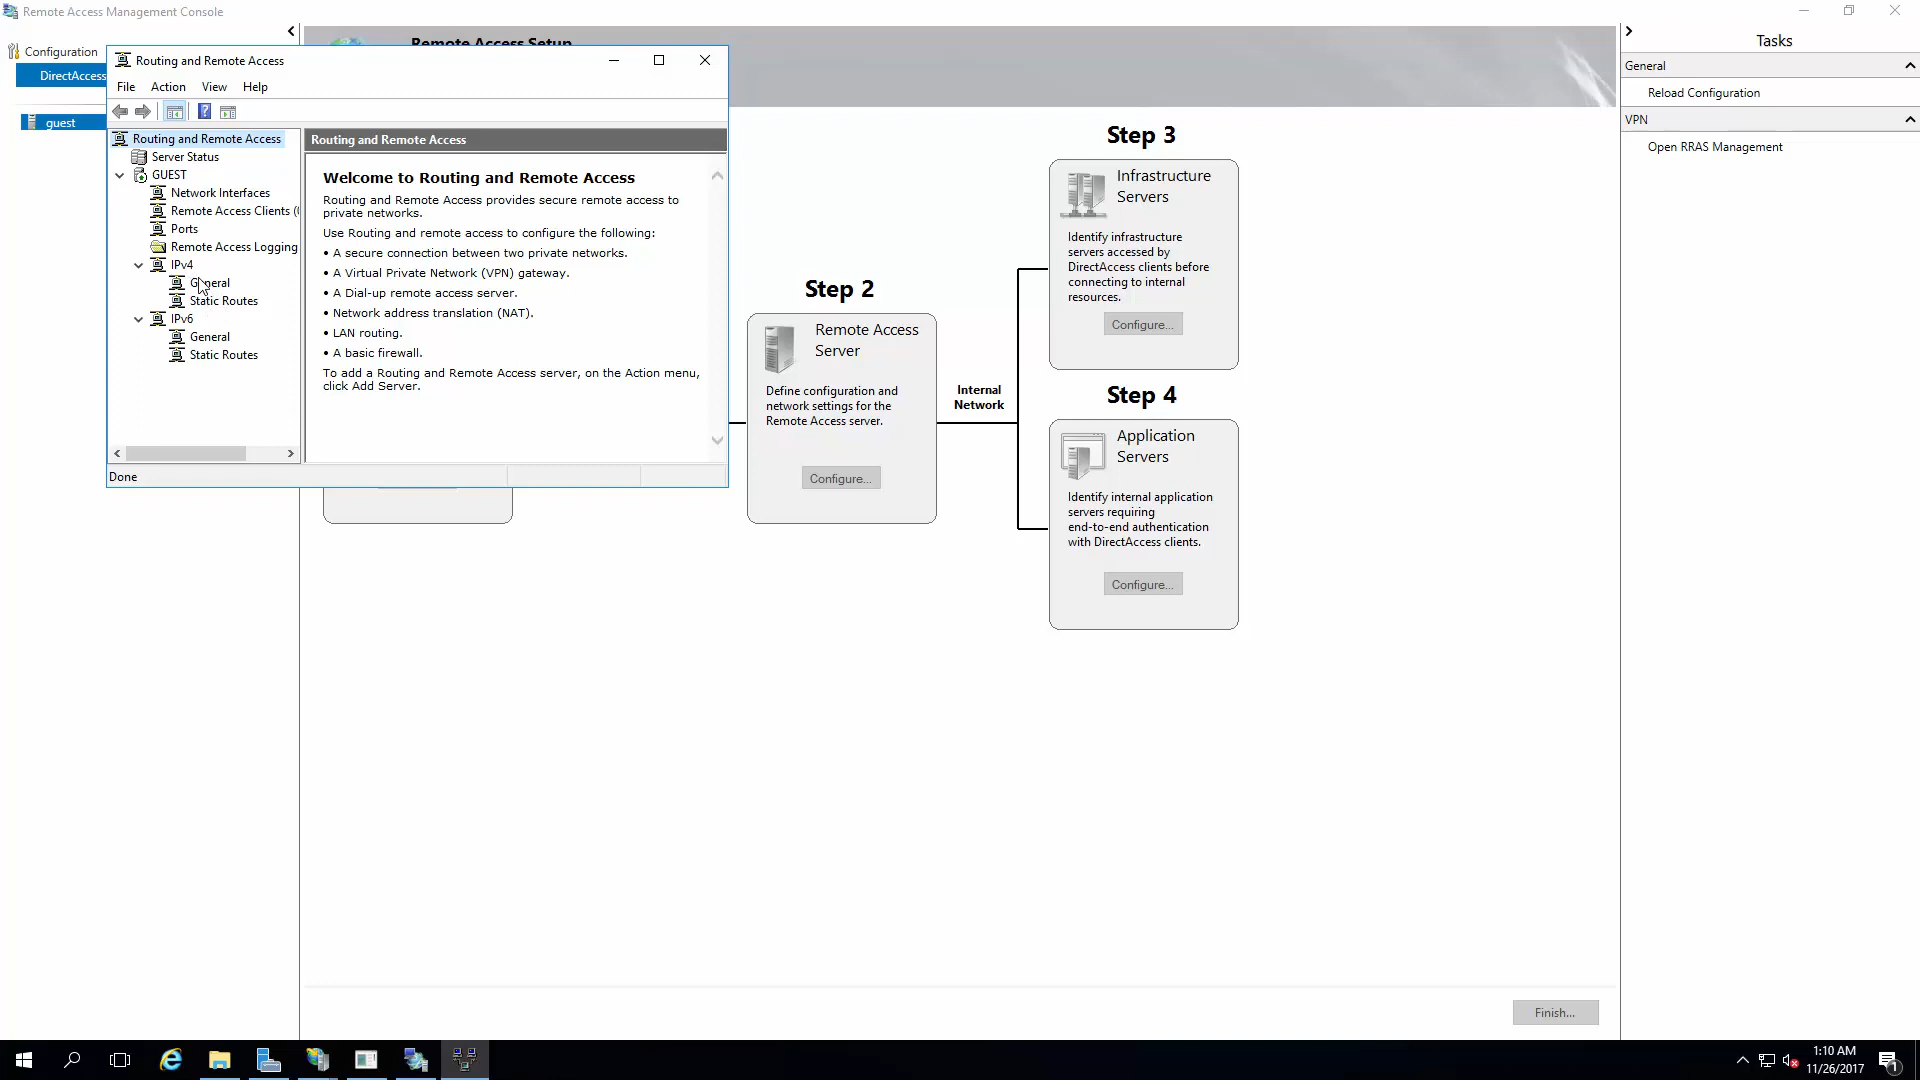 Remote Access Management Console
Configuration
DirectAccess
guest
Remote Access Setup
Routing and Remote Access
File Action View Help
Routing and Remote Access
Server Status
GUEST
Network Interfaces
Remote Access Clients (
Ports
Remote Access Logging
IPv4
General
Static Routes
IPv6
General
Static Routes
Done
Routing and Remote Access
Welcome to Routing and Remote Access
Routing and Remote Access provides secure remote access to
private networks.
Use Routing and remote access to configure the following:
• A secure connection between two private networks.
• A Virtual Private Network (VPN) gateway.
• A Dial-up remote access server.
• Network address translation (NAT).
• LAN routing.
• A basic firewall.
To add a Routing and Remote Access server, on the Action menu,
click Add Server.
Step 2
Remote Access
Server
Define configuration and
network settings for the
Remote Access server.
Configure...
Internal
Network
Step 3
Infrastructure
Servers
Identify infrastructure
servers accessed by
DirectAccess clients before
connecting to internal
resources.
Configure...
Step 4
Application
Servers
Identify internal application
servers requiring
end-to-end authentication
with DirectAccess clients.
Configure...
Finish...
Tasks
General
Reload Configuration
VPN
Open RRAS Management
1:10 AM
11/26/2017
1